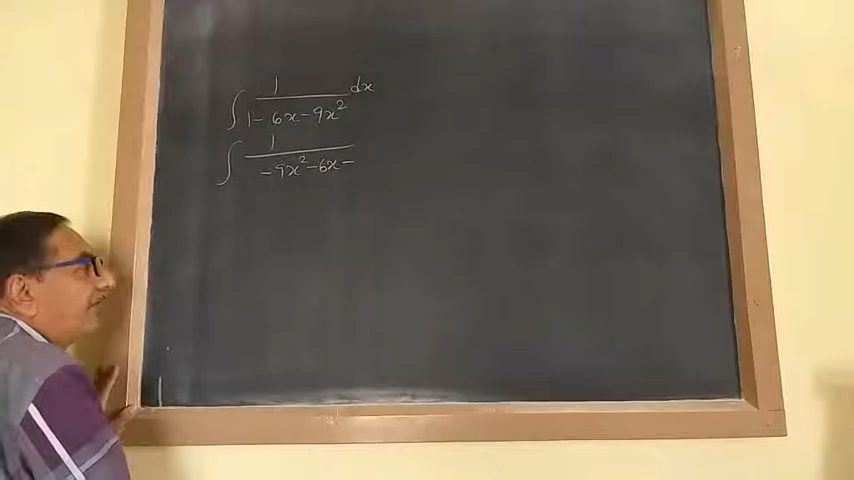 ∫ 1/(1-6x-9x²) dx
∫ 1/(-9x²-6x-